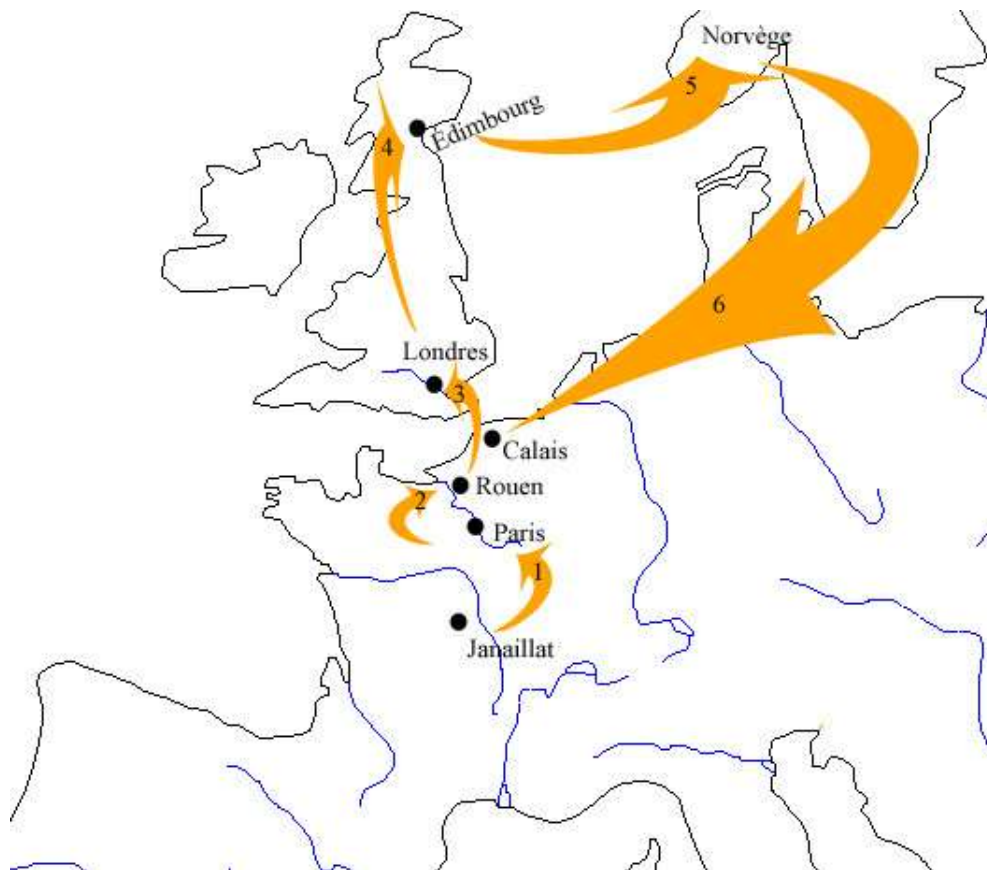 Norvège
5
Édimbourg
4
6
Londres
3
Calais
Rouen
2
Paris
1
Janaillat